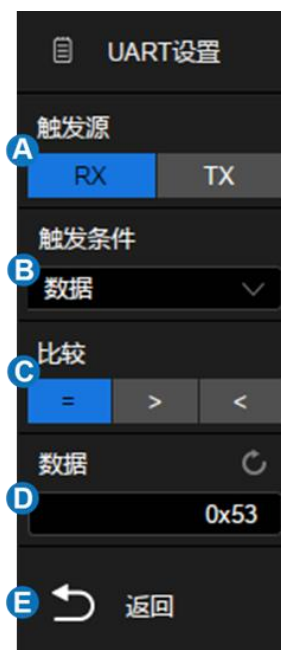 UART设置
触发源
A
RX TX
触发条件
B
数据
比较
C
= > <
数据
D
0x53
E 返回